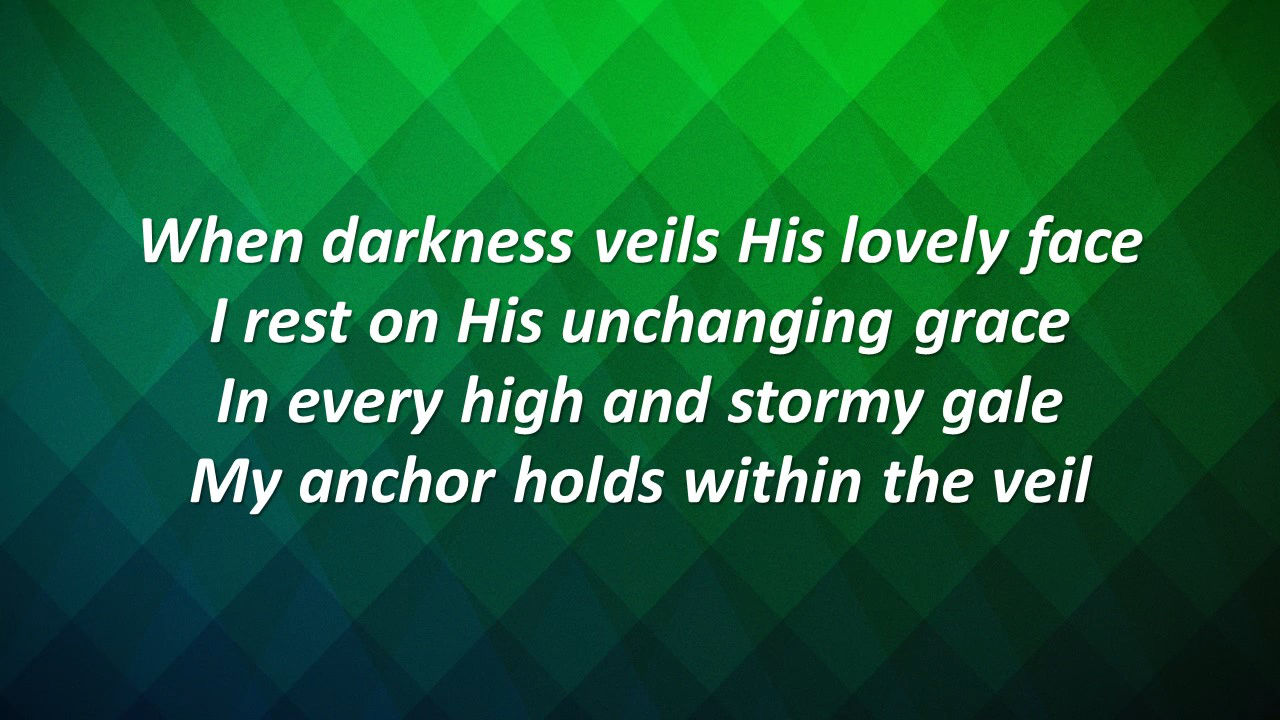 When darkness veils His lovely face
I rest on His unchanging grace
In every high and stormy gale
My anchor holds within the veil